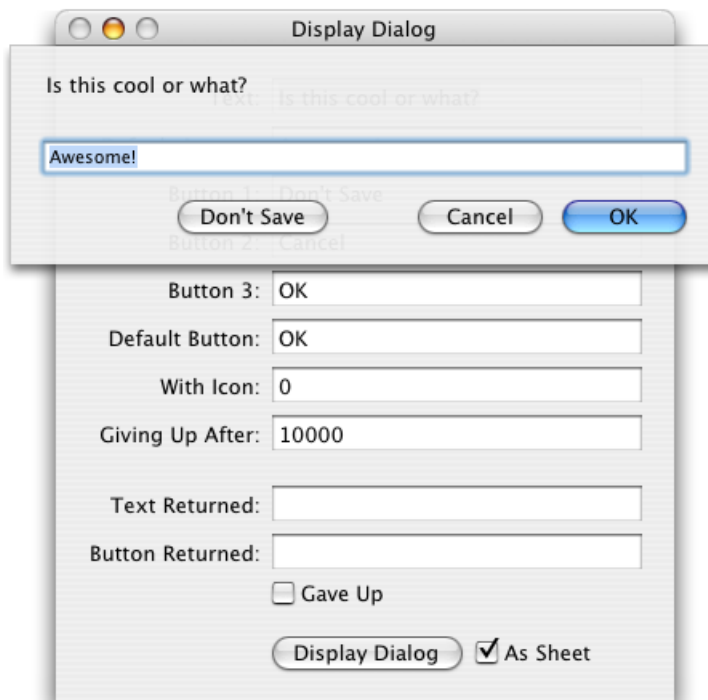 Display Dialog
Is this cool or what?
Text: Is this cool or what?
Awesome!
Button 1: Don't Save
Don't Save Cancel OK
Button 2: Cancel
Button 3: OK
Default Button: OK
With Icon: 0
Giving Up After: 10000
Text Returned:
Button Returned:
Gave Up
Display Dialog As Sheet